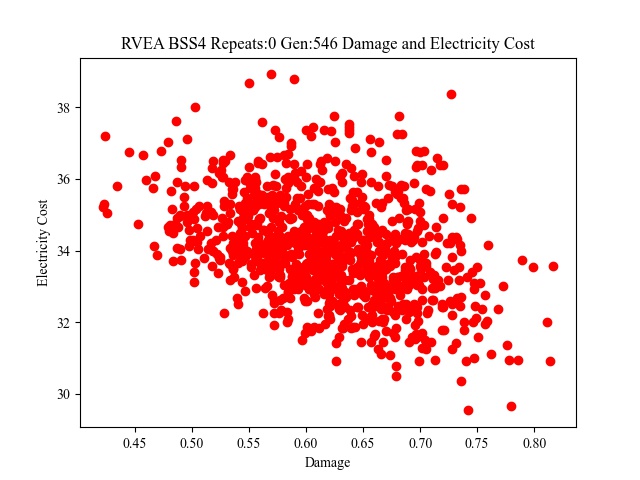 RVEA BSS4 Repeats:0 Gen:546 Damage and Electricity Cost
Electricity Cost
38
36
34
32
30
0.45 0.50 0.55 0.60 0.65 0.70 0.75 0.80
Damage